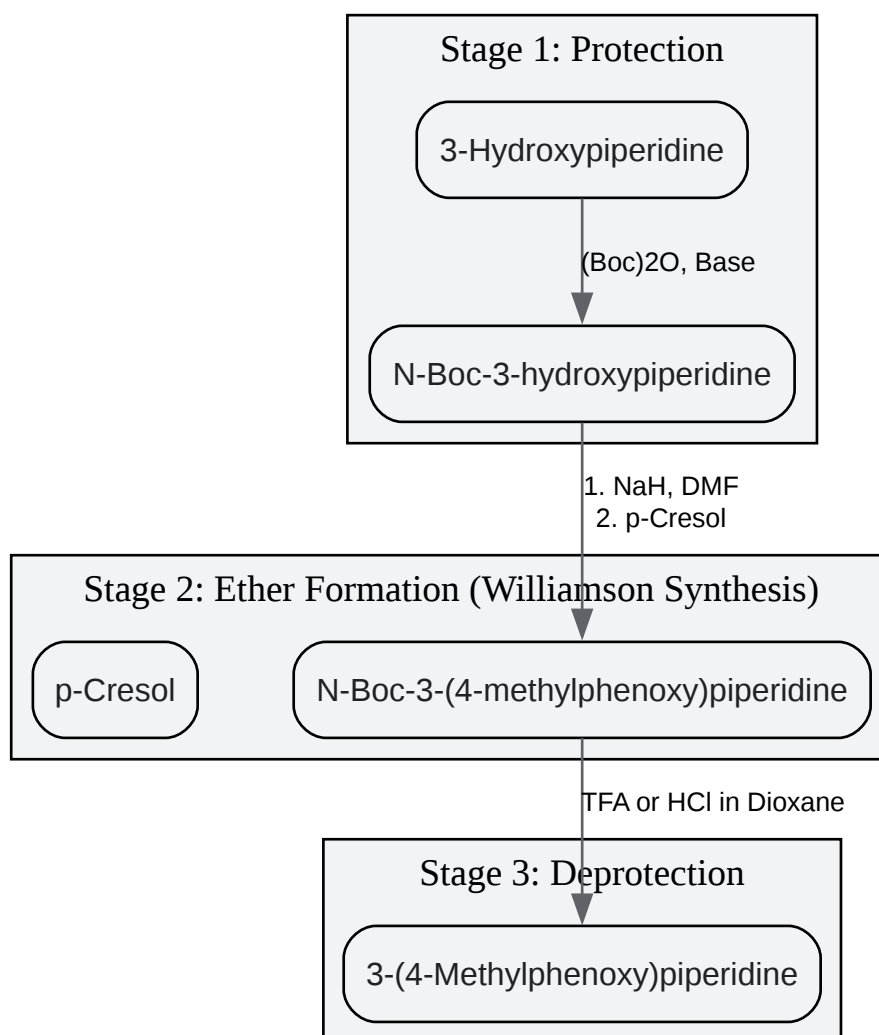 Stage 1: Protection
3-Hydroxypiperidine
(Boc)2O, Base
N-Boc-3-hydroxypiperidine
1. NaH, DMF
2. p-Cresol
Stage 2: Ether Formation (Williamson Synthesis)
p-Cresol
N-Boc-3-(4-methylphenoxy)piperidine
TFA or HCl in Dioxane
Stage 3: Deprotection
3-(4-Methylphenoxy)piperidine